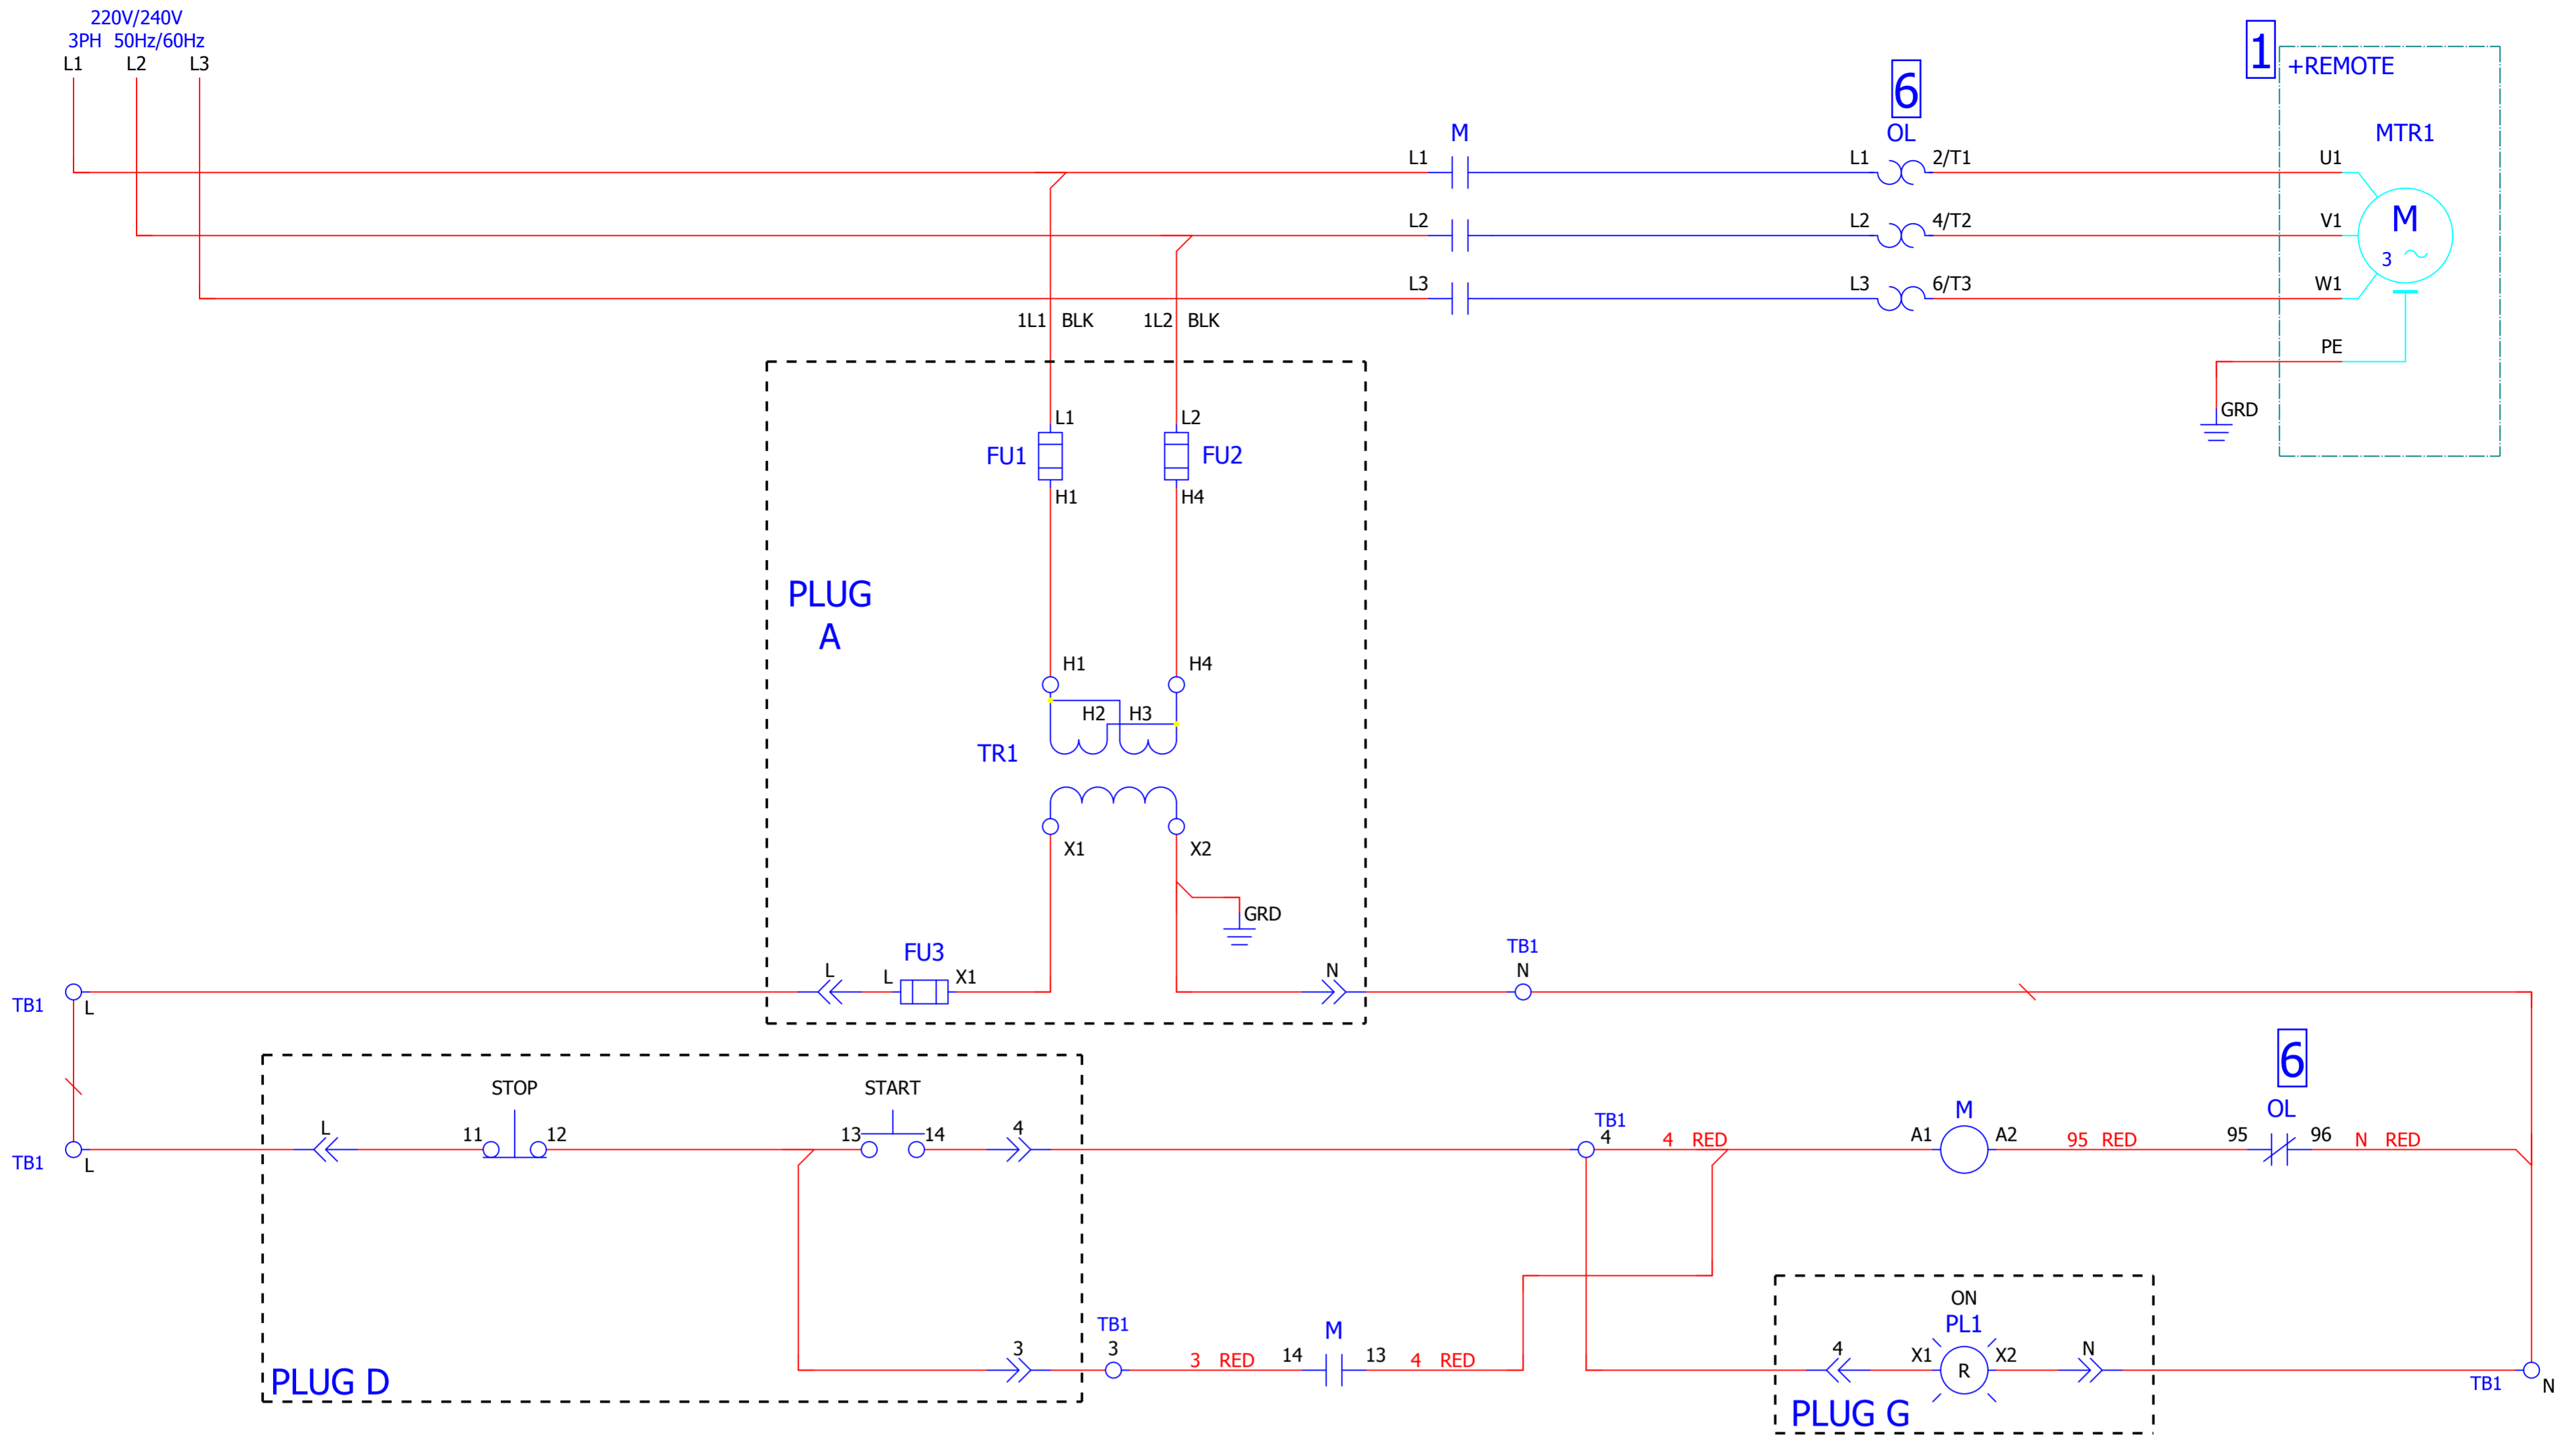 220V/240V
3PH 50Hz/60Hz
L1 L2 L3
1
+REMOTE
6
OL
M
MTR1
L1 L1 2/T1 U1
L2 L2 4/T2 V1
M
3
L3 L3 6/T3 W1
1L1 BLK 1L2 BLK
PE
GRD
L1 L2
FU1 FU2
H1 H4
PLUG
A
H1 H4
H2 H3
TR1
X1 X2
GRD
FU3
TB1
L L X1 N N
TB1 L
6
STOP START
TB1 M OL
L 11 12 13 14 4 4 4 RED A1 A2 95 RED 95 96 N RED
TB1 L
ON
TB1 M PL1
3 3 3 RED 14 13 4 RED 4 X1 R X2 N
TB1 N
PLUG D
PLUG G